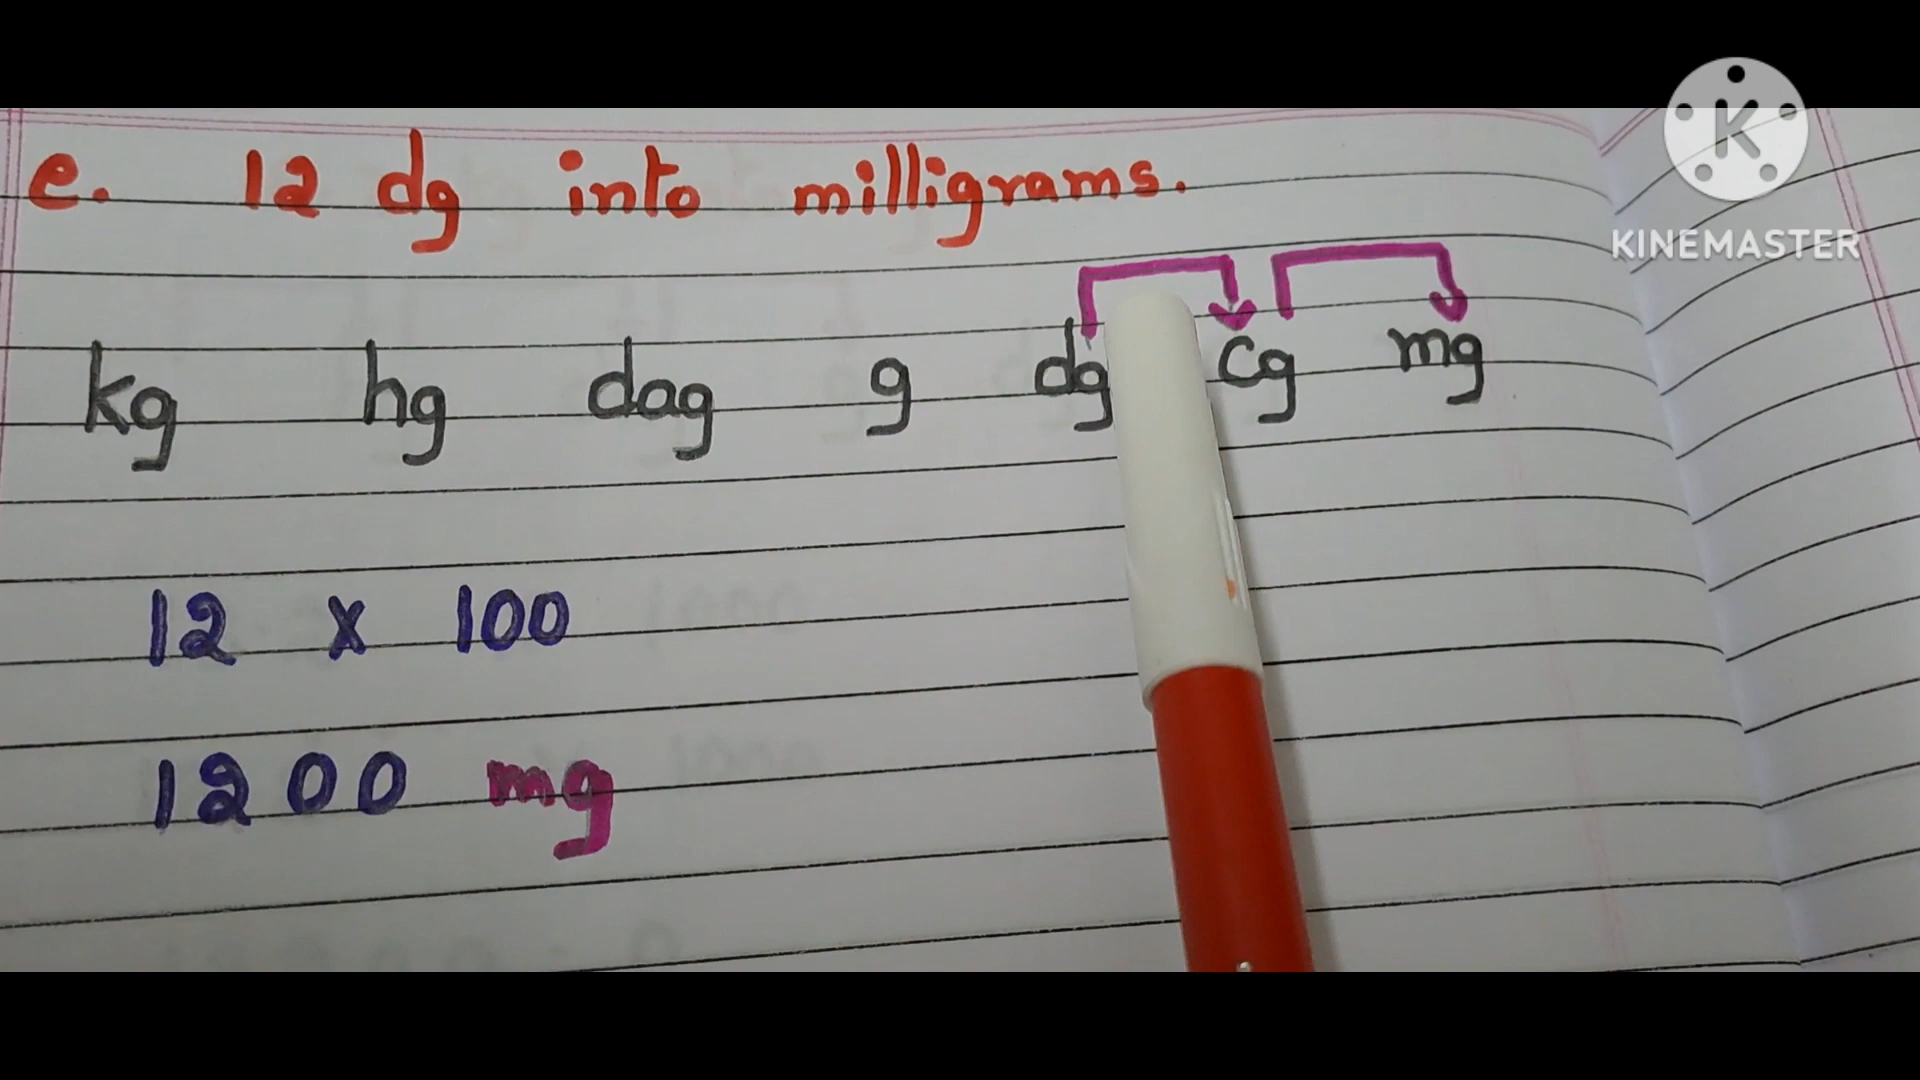 e. 12 dg into milligrams.
kg hg dag g dg cg mg
12 x 100
1200 mg
K
KINEMASTER